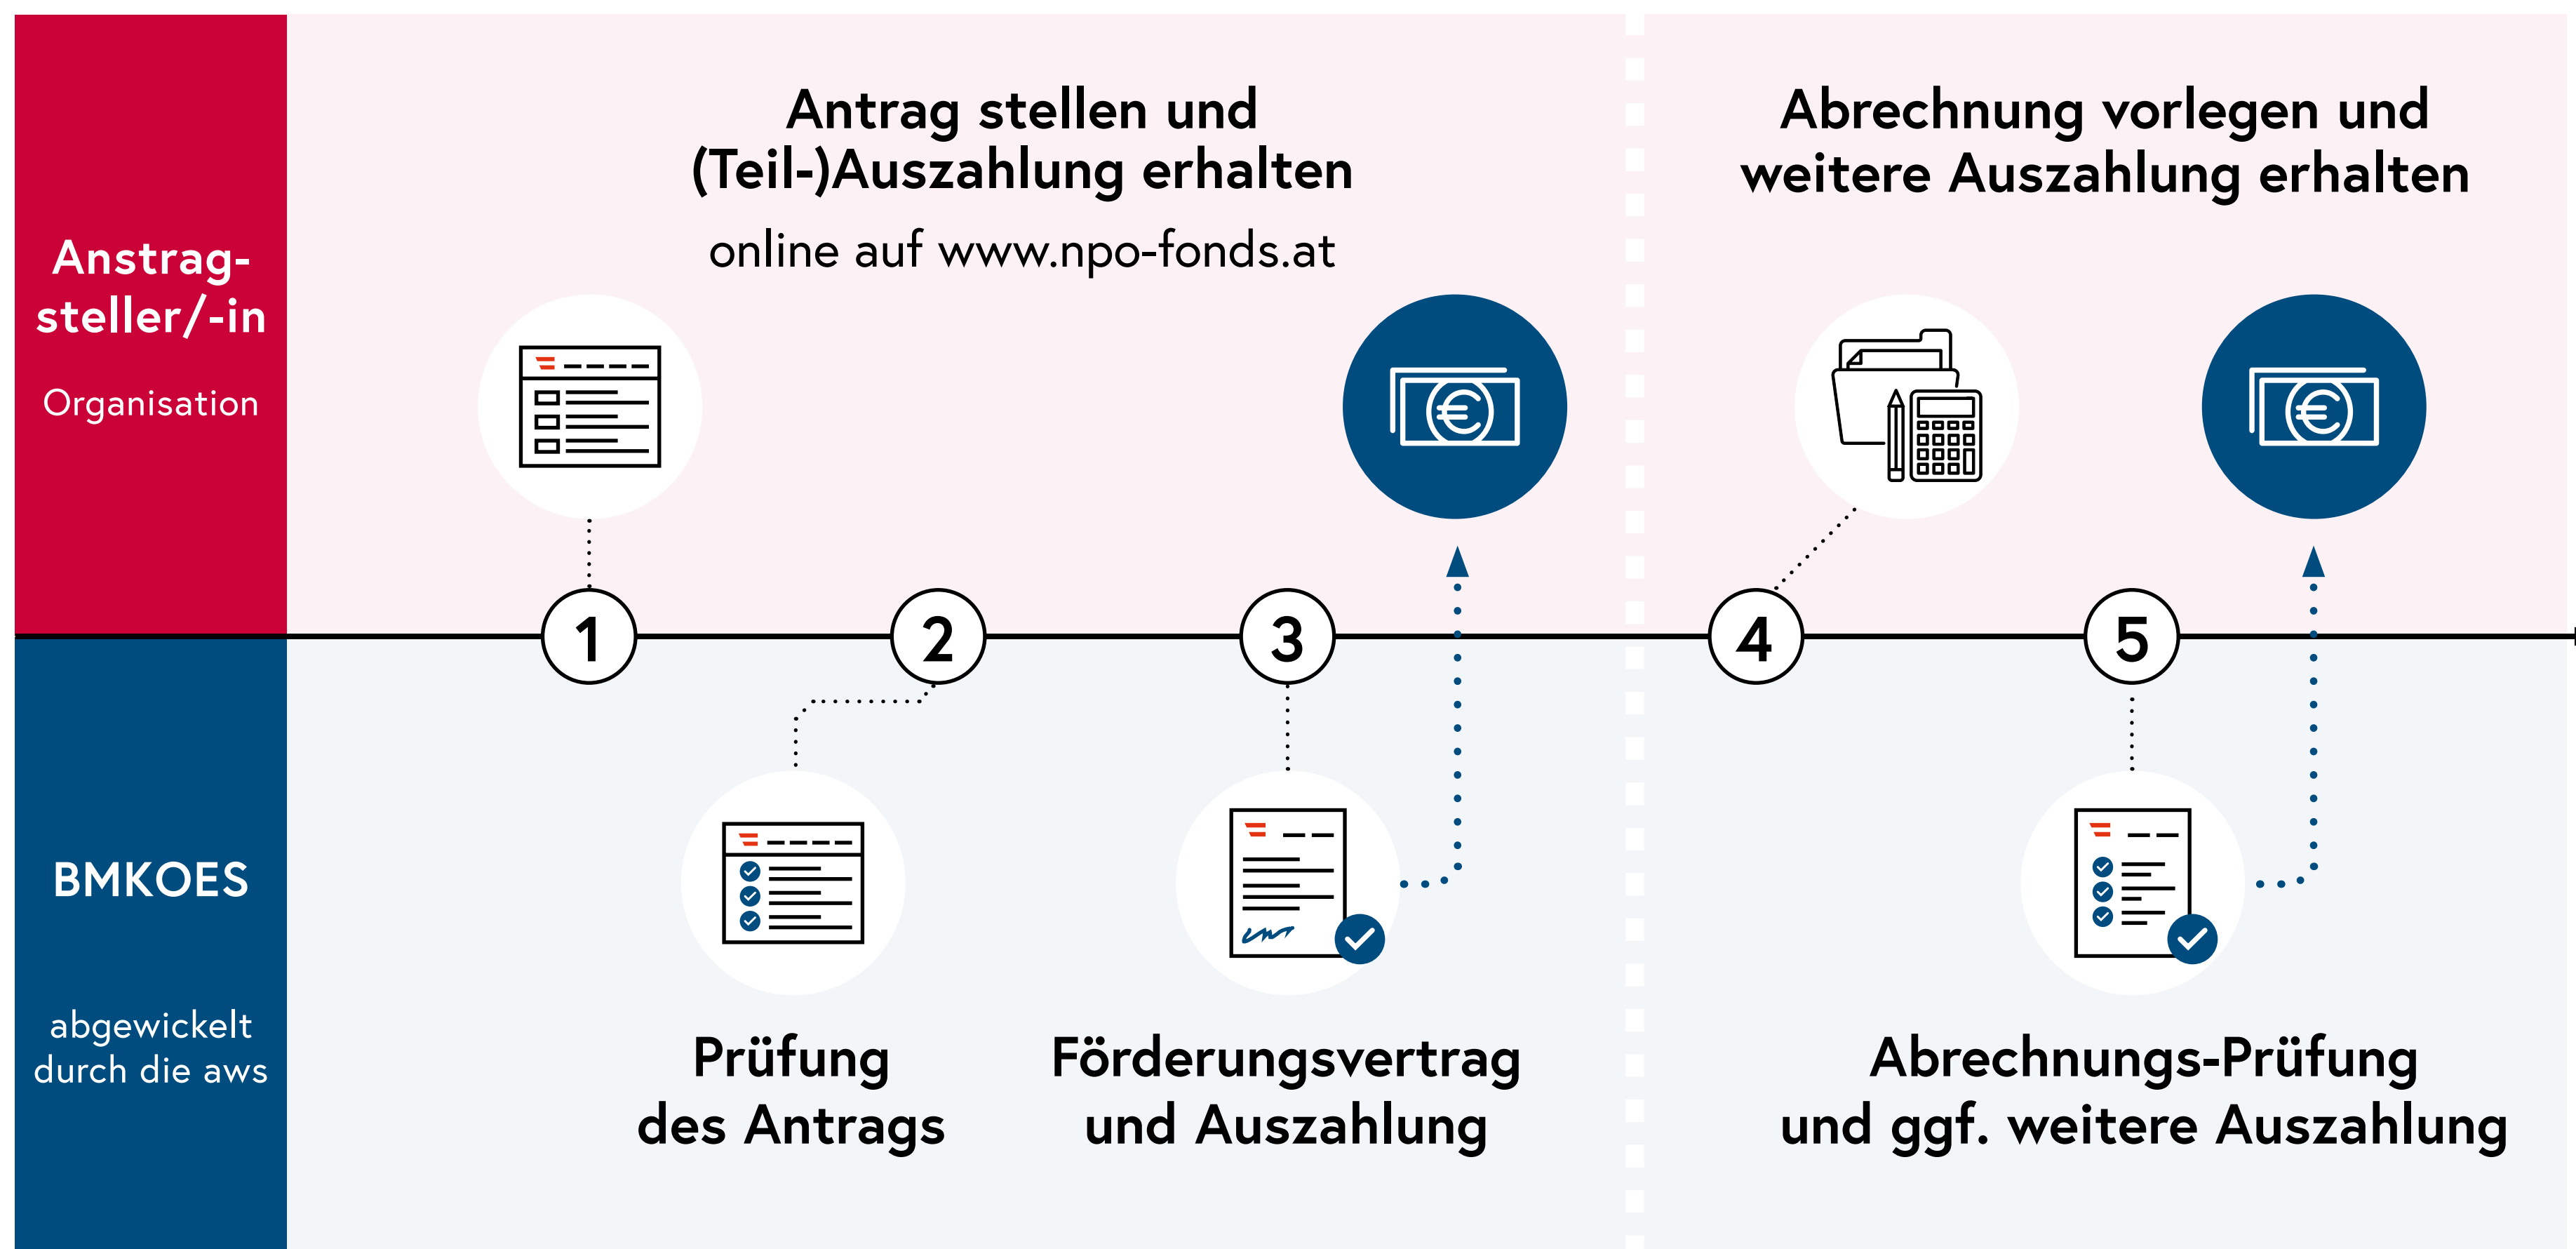 Antrag stellen und
(Teil-)Auszahlung erhalten
online auf www.npo-fonds.at
Abrechnung vorlegen und
weitere Auszahlung erhalten
Anstrag-
steller/-in
Organisation
1
2
3
4
5
BMKOES
abgewickelt
durch die aws
Prüfung
des Antrags
Förderungsvertrag
und Auszahlung
Abrechnungs-Prüfung
und ggf. weitere Auszahlung